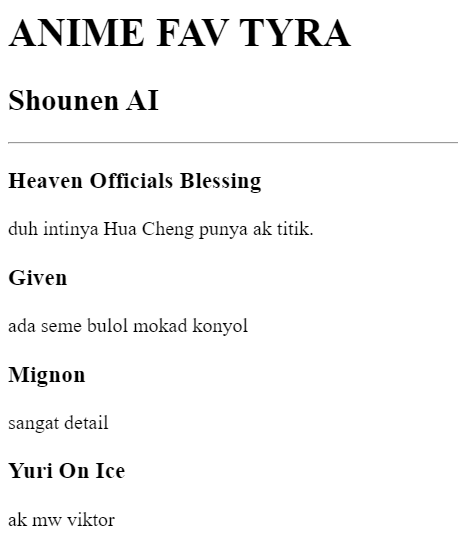 ANIME FAV TYRA
Shounen AI
Heaven Officials Blessing
duh intinya Hua Cheng punya ak titik.
Given
ada seme bulol mokad konyol
Mignon
sangat detail
Yuri On Ice
ak mw viktor